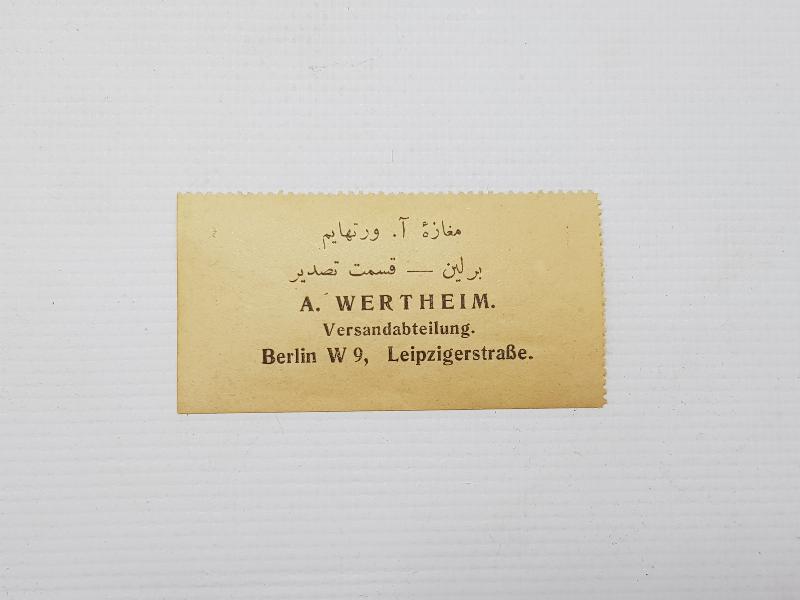 مغازهٔ آ. ورتهایم
برلین — قسمت تصدیر
A. WERTHEIM.
Versandabteilung.
Berlin W 9, Leipzigerstraße.